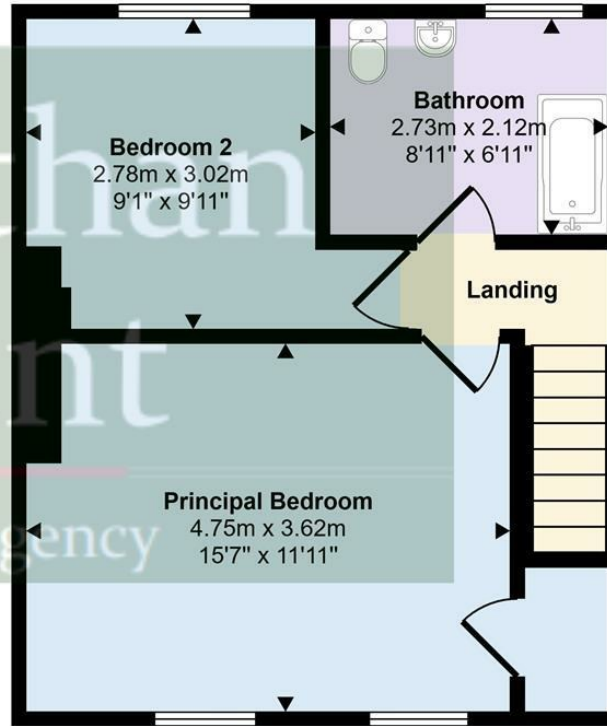 Bedroom 2
2.78m x 3.02m
9'1" x 9'11"
Bathroom
2.73m x 2.12m
8'11" x 6'11"
Landing
Principal Bedroom
4.75m x 3.62m
15'7" x 11'11"